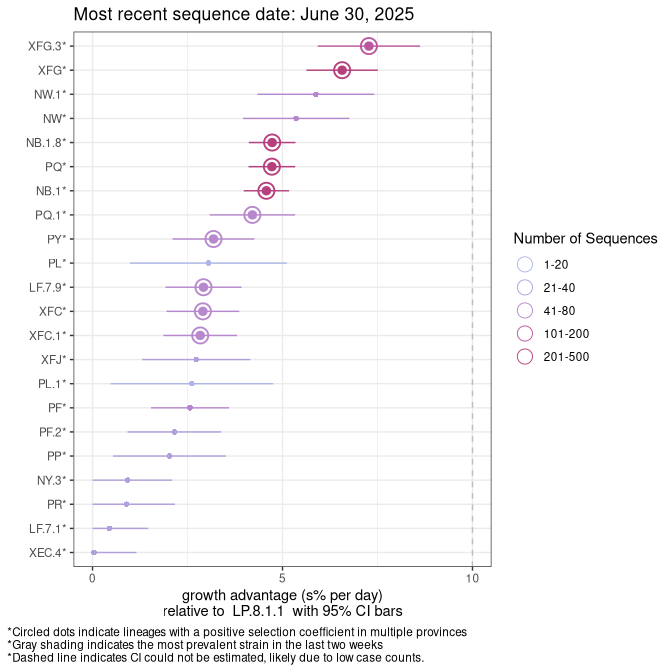 Most recent sequence date: June 30, 2025
XFG.3*
XFG*
NW.1*
NW*
NB.1.8*
PQ*
NB.1*
PQ.1*
PY*
PL*
LF.7.9*
XFC*
XFC.1*
XFJ*
PL.1*
PF*
PF.2*
PP*
NY.3*
PR*
LF.7.1*
XEC.4*
0 5 10
growth advantage (s% per day)
relative to LP.8.1.1 with 95% CI bars
Number of Sequences
1-20
21-40
41-80
101-200
201-500
*Circled dots indicate lineages with a positive selection coefficient in multiple provinces
*Gray shading indicates the most prevalent strain in the last two weeks
*Dashed line indicates CI could not be estimated, likely due to low case counts.